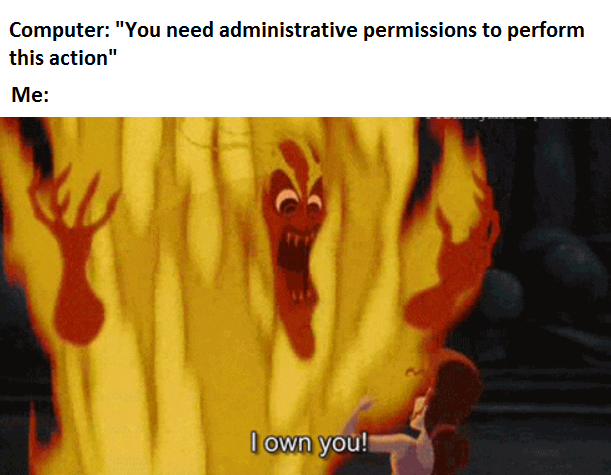 Computer: "You need administrative permissions to perform
this action"
Me:
I own you!